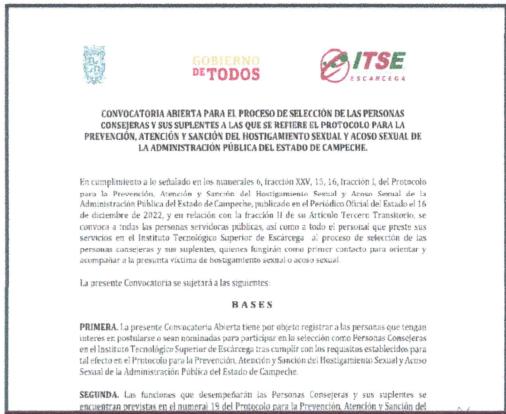 GOBIERNO
DE TODOS
ITSE
ESCÁRCEGA
CONVOCATORIA ABIERTA PARA EL PROCESO DE SELECCIÓN DE LAS PERSONAS
CONSEJERAS Y SUS SUPLENTES A LAS QUE SE REFIERE EL PROTOCOLO PARA LA
PREVENCIÓN, ATENCIÓN Y SANCIÓN DEL HOSTIGAMIENTO SEXUAL Y ACOSO SEXUAL DE
LA ADMINISTRACIÓN PÚBLICA DEL ESTADO DE CAMPECHE.
En cumplimiento a lo señalado en los numerales 6, fracción XXV, 15, 16, fracción I, del Protocolo
para la Prevención, Atención y Sanción del Hostigamiento Sexual y Acoso Sexual de la
Administración Pública del Estado de Campeche, publicado en el Periódico Oficial del Estado el 16
de diciembre de 2022, y en relación con la fracción II de su Artículo Tercero Transitorio, se
convoca a todas las personas servidoras públicas, así como a todo el personal que preste sus
servicios en el Instituto Tecnológico Superior de Escárcega al proceso de selección de las
personas consejeras y sus suplentes, quienes fungirán como primer contacto para orientar y
acompañar a la presunta víctima de hostigamiento sexual o acoso sexual.
La presente Convocatoria se sujetará a las siguientes:
BASES
PRIMERA. La presente Convocatoria Abierta tiene por objeto registrar a las personas que tengan
interés en postularse o sean nominadas para participar en la selección como Personas Consejeras
en el Instituto Tecnológico Superior de Escárcega tras cumplir con los requisitos establecidos para
tal efecto en el Protocolo para la Prevención, Atención y Sanción del Hostigamiento Sexual y Acoso
Sexual de la Administración Pública del Estado de Campeche.
SEGUNDA. Las funciones que desempeñarán las Personas Consejeras y sus suplentes se
encuentran previstas en el numeral 19 del Protocolo para la Prevención, Atención y Sanción del